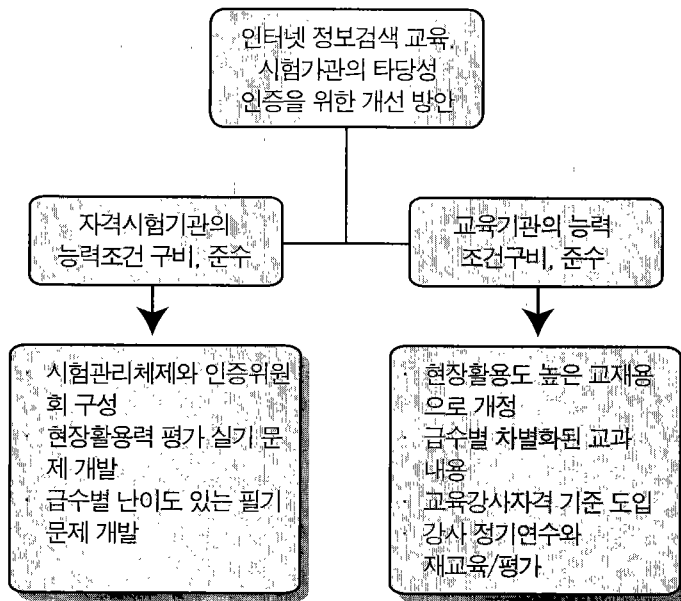 인터넷 정보검색 교육,
시험기관의 타당성
인증을 위한 개선 방안
자격시험기관의
능력조건 구비, 준수
교육기관의 능력
조건구비, 준수
· 시험관리체제와 인증위원
회 구성
· 현장활용력 평가 실기 문
제 개발
· 급수별 난이도 있는 필기
문제 개발
· 현장활용도 높은 교재용
으로 개정
· 급수별 차별화된 교과
내용
· 교육강사자격 기준 도입
강사 정기연수와
재교육/평가